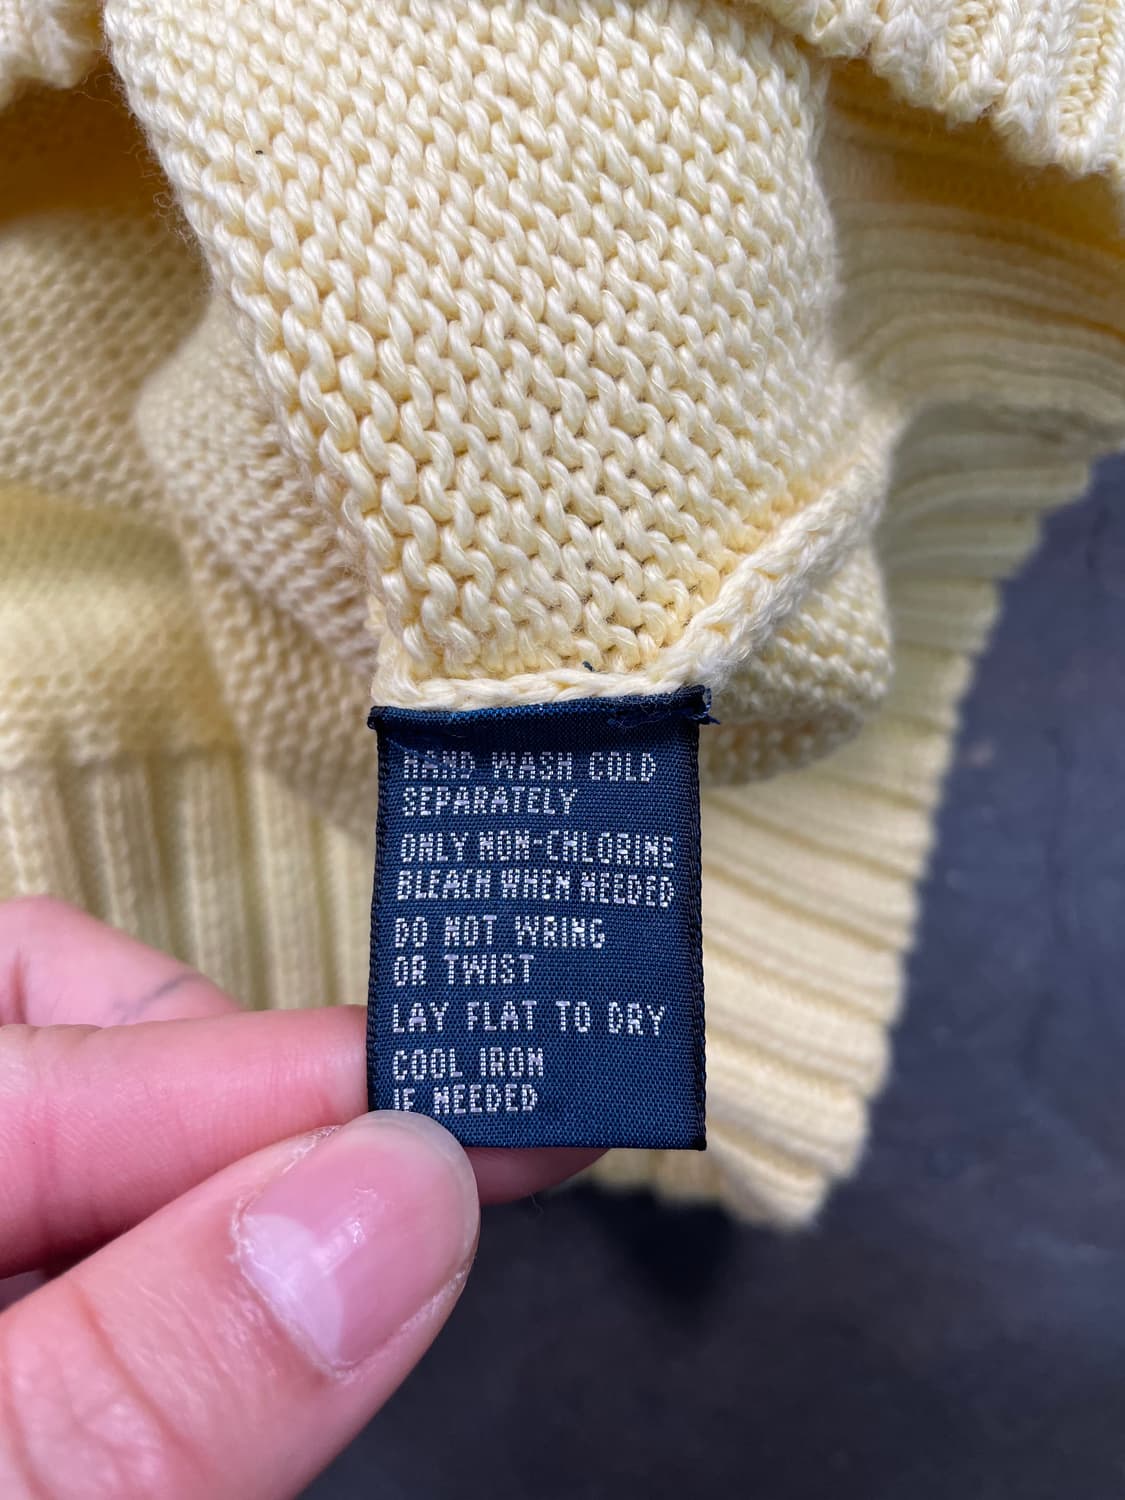 HAND WASH COLD
SEPARATELY
ONLY NON-CHLORINE
BLEACH WHEN NEEDED
DO NOT WRING
OR TWIST
LAY FLAT TO DRY
COOL IRON
IF NEEDED